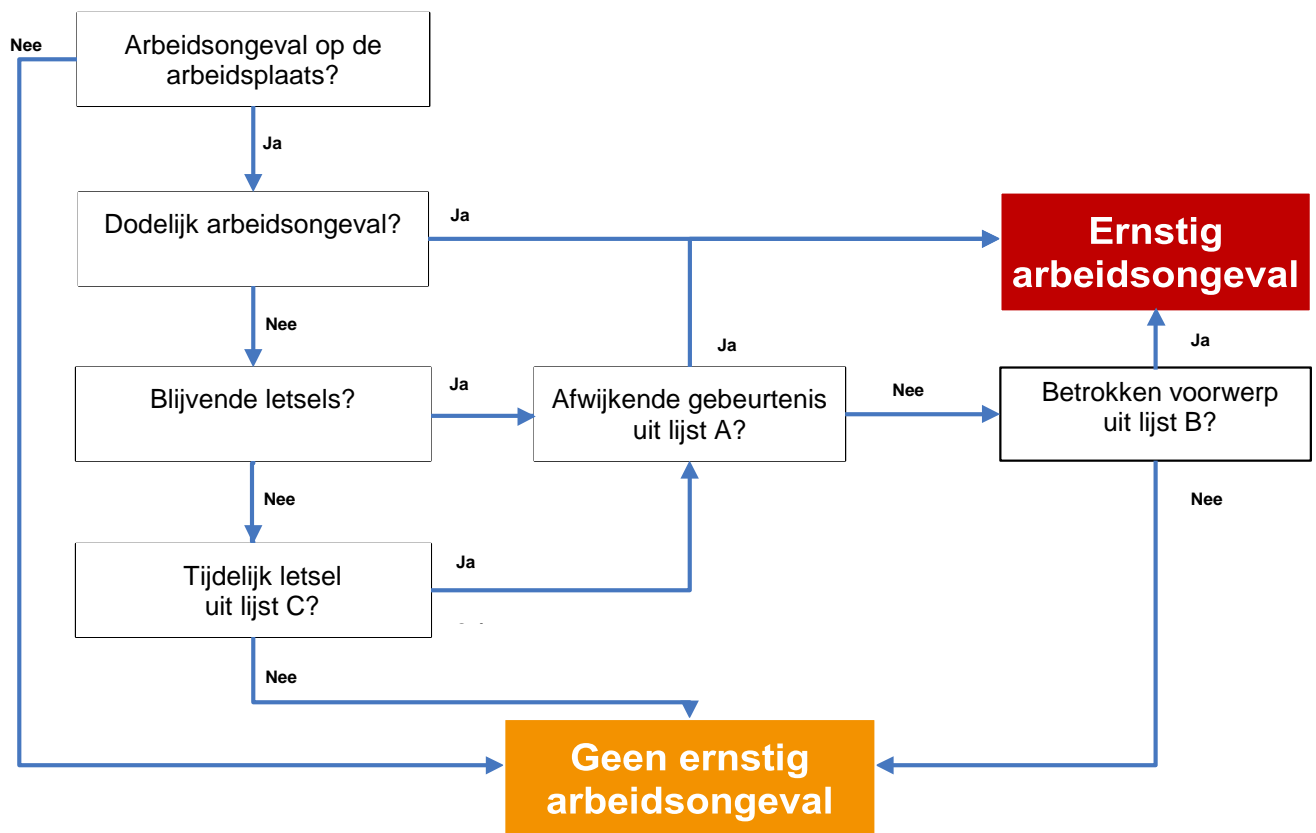 Nee
Arbeidsongeval op de
arbeidsplaats?
Ja
Dodelijk arbeidsongeval?
Ja
Ernstig
arbeidsongeval
Nee
Ja
Ja
Blijvende letsels?
Ja
Afwijkende gebeurtenis
uit lijst A?
Nee
Betrokken voorwerp
uit lijst B?
Nee
Nee
Tijdelijk letsel
uit lijst C?
Ja
Nee
Geen ernstig
arbeidsongeval